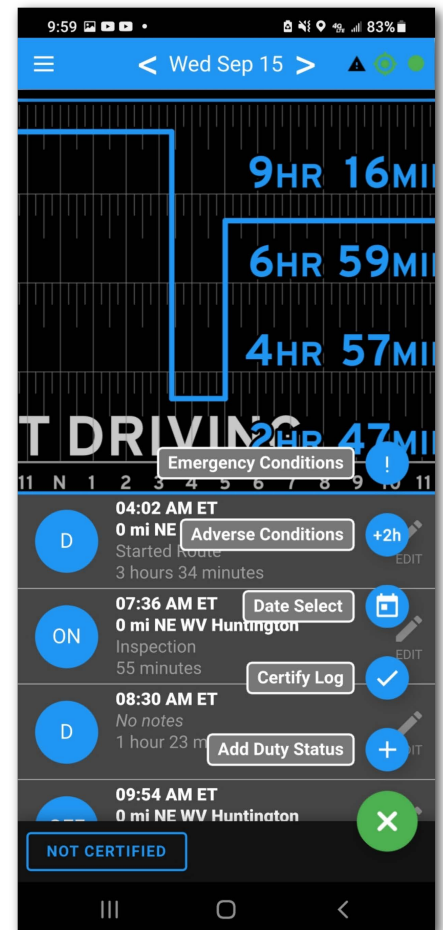 9:59 83%
Wed Sep 15
9HR 16MI
6HR 59MI
4HR 57MI
2HR 47MI
T DRIVING
Emergency Conditions
!
11 N 1 2 3 4 5 6 7 8 9 10 11
04:02 AM ET
D
0 mi NE
Adverse Conditions
+2h
Started Route
EDIT
3 hours 34 minutes
07:36 AM ET
Date Select
0 mi NE WV Huntington
ON
Inspection
EDIT
55 minutes
Certify Log
08:30 AM ET
No notes
D
1 hour 23 m
Add Duty Status
+
IT
09:54 AM ET
0 mi NE WV Huntington
NOT CERTIFIED